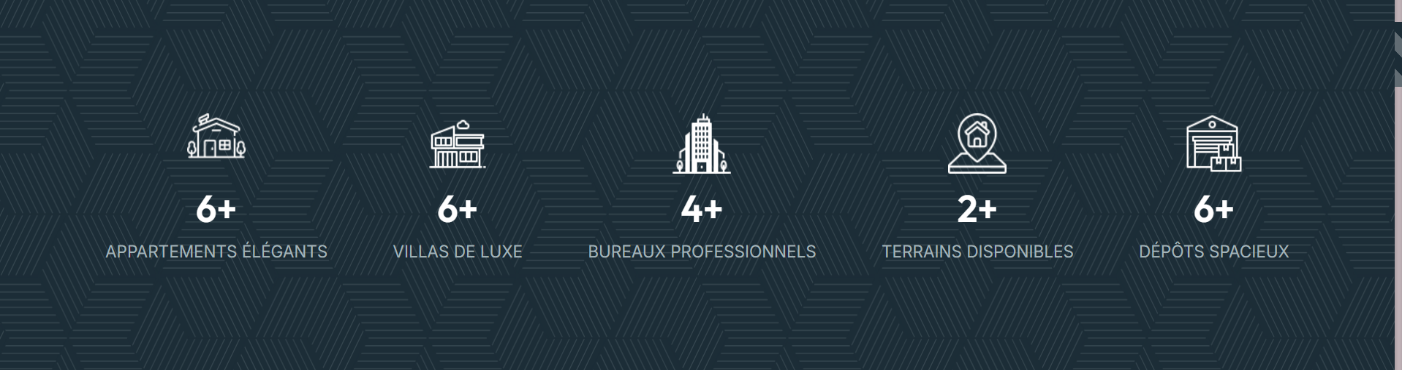 6+
APPARTEMENTS ÉLÉGANTS
6+
VILLAS DE LUXE
4+
BUREAUX PROFESSIONNELS
2+
TERRAINS DISPONIBLES
6+
DÉPÔTS SPACIEUX